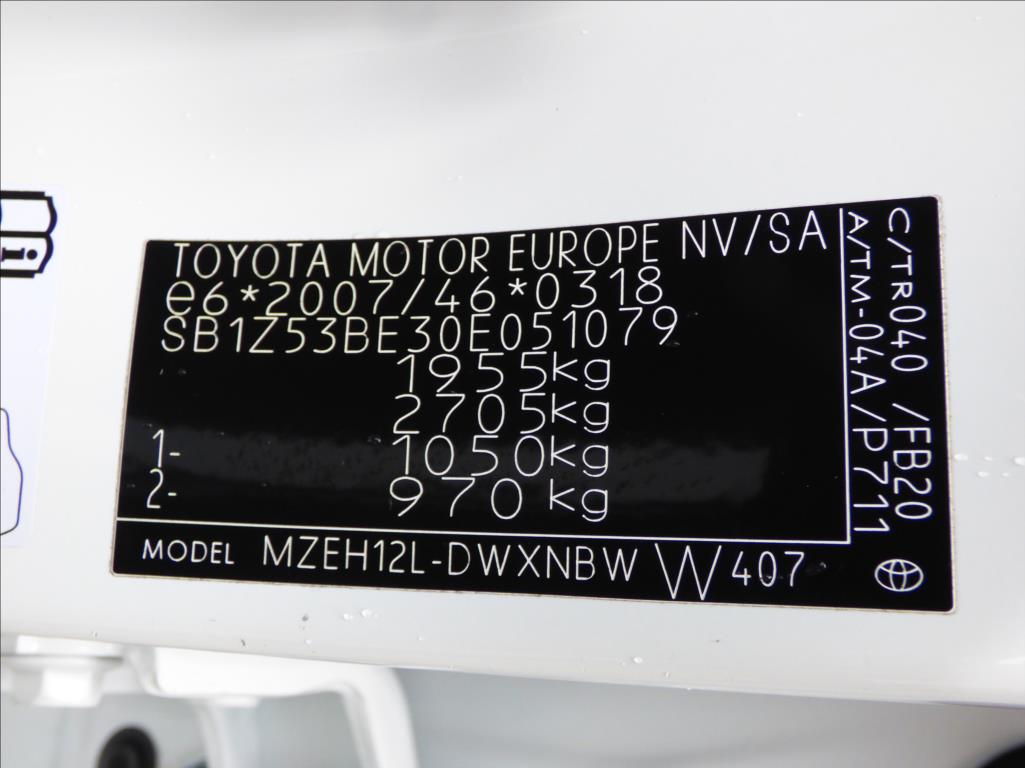 TOYOTA MOTOR EUROPE NV/SA
e6*2007/46*0318
SB1Z53BE30E051079
1955kg
2705kg
1- 1050kg
2- 970 kg
MODEL MZEH12L-DWXNBW W407
C/TR040 /FB20
A/TM-04A/P711
i